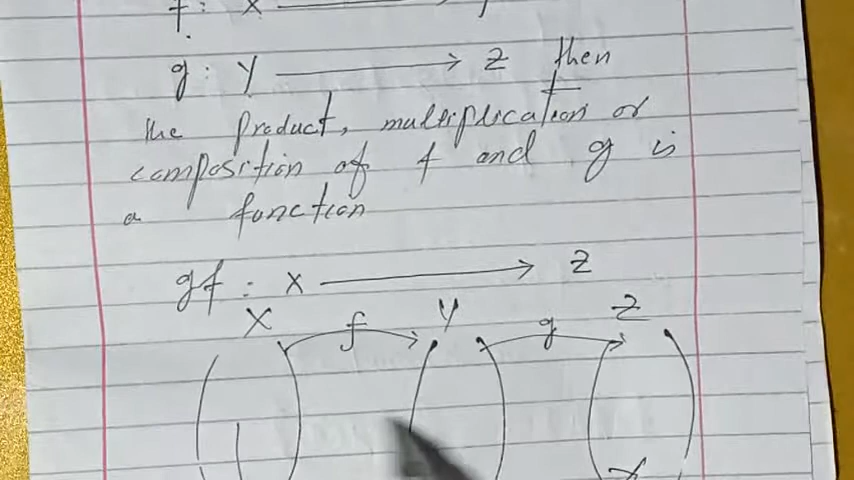 f : X
g : Y ⟶ Z then
the product, multiplication or
composition of f and g is
a function
gf : X ⟶ Z
X f Y g Z